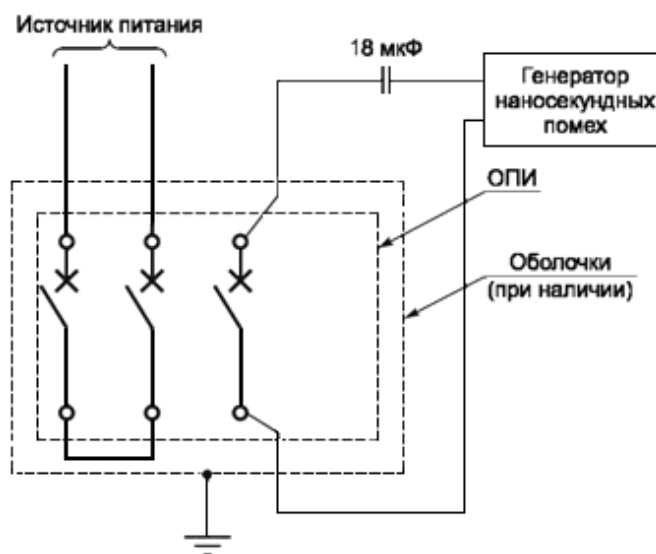 Источник питания
18 мкФ
Генератор
наносекундных
помех
ОПИ
Оболочки
(при наличии)